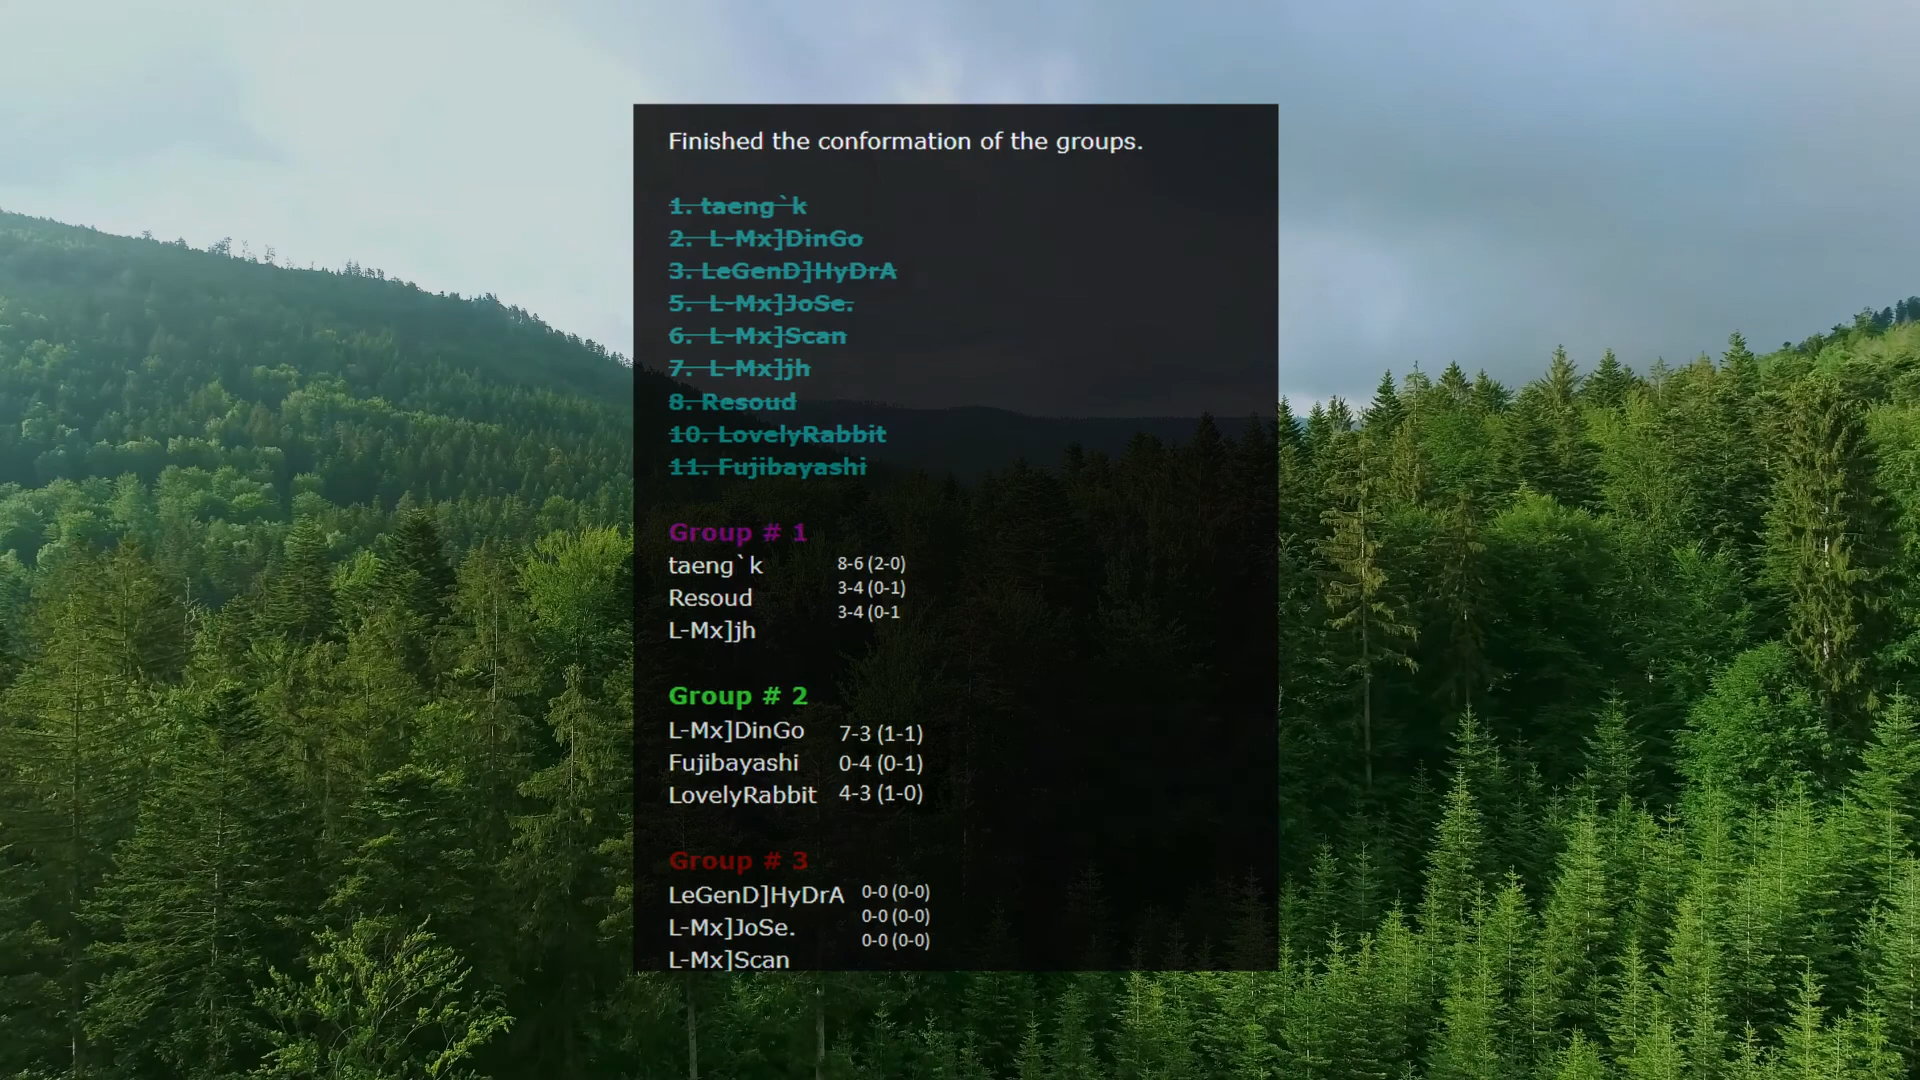 Finished the conformation of the groups.
1. taeng`k
2. L-Mx]DinGo
3. LeGenD]HyDrA
5. L-Mx]JoSe.
6. L-Mx]Scan
7. L-Mx]jh
8. Resoud
10. LovelyRabbit
11. Fujibayashi
Group # 1
taeng`k 8-6 (2-0)
Resoud 3-4 (0-1)
L-Mx]jh 3-4 (0-1
Group # 2
L-Mx]DinGo 7-3 (1-1)
Fujibayashi 0-4 (0-1)
LovelyRabbit 4-3 (1-0)
Group # 3
LeGenD]HyDrA 0-0 (0-0)
L-Mx]JoSe. 0-0 (0-0)
L-Mx]Scan 0-0 (0-0)